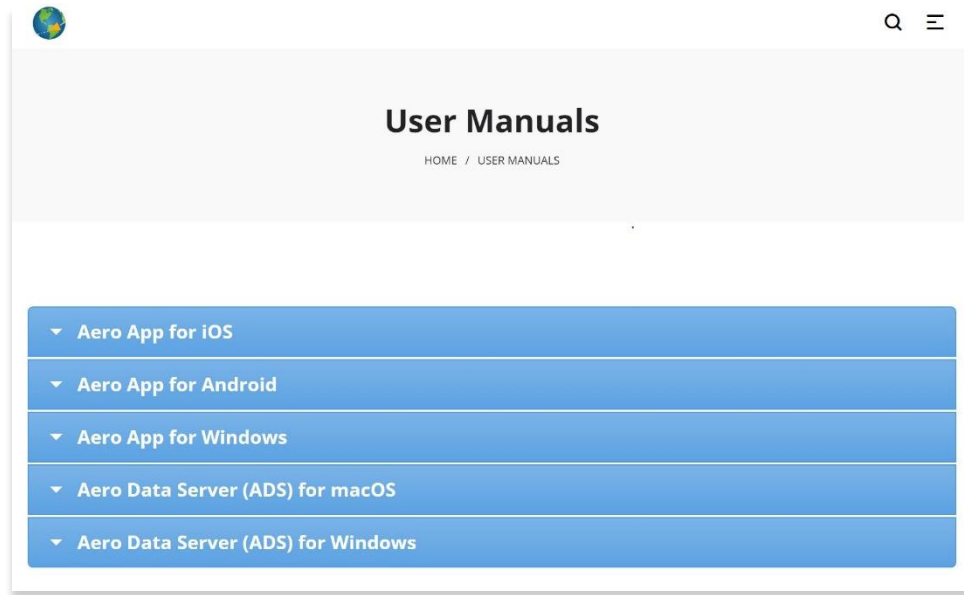 User Manuals
HOME / USER MANUALS
Aero App for iOS
Aero App for Android
Aero App for Windows
Aero Data Server (ADS) for macOS
Aero Data Server (ADS) for Windows